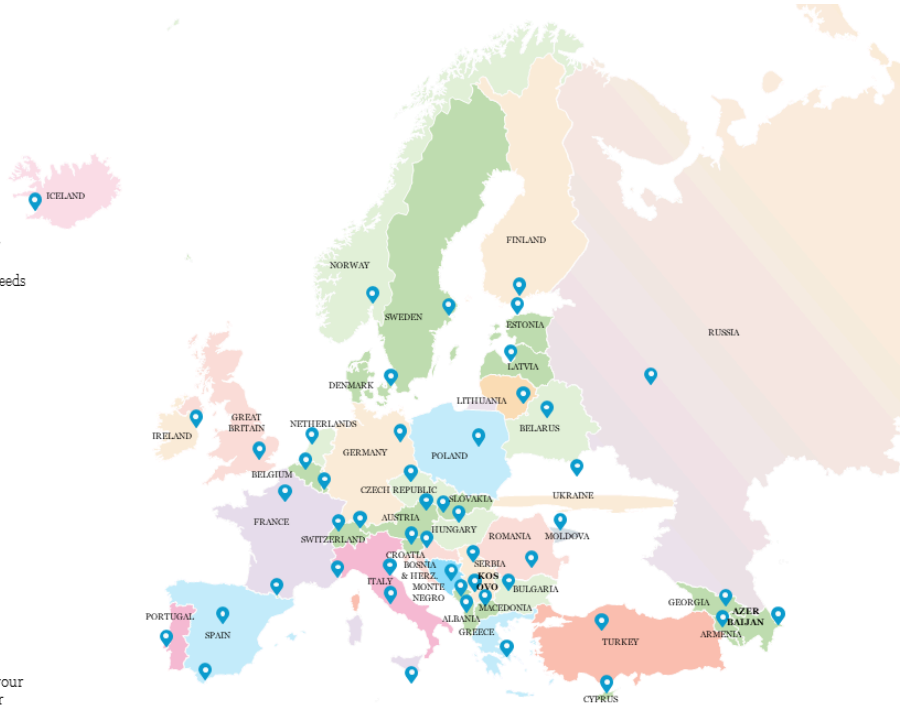 ICELAND
eeds
FINLAND
NORWAY
SWEDEN
ESTONIA
RUSSIA
LATVIA
DENMARK
LITHUANIA
GREAT
BRITAIN
NETHERLANDS
BELARUS
IRELAND
GERMANY
POLAND
BELGIUM
CZECH REPUBLIC
SLOVAKIA
UKRAINE
FRANCE
AUSTRIA
HUNGARY
SWITZERLAND
ROMANIA
MOLDOVA
CROATIA
BOSNIA
& HERZ.
SERBIA
ITALY
MONTE
NEGRO
KOS
OVO
BULGARIA
MACEDONIA
ALBANIA
GREECE
GEORGIA
AZER
BAIJAN
ARMENIA
PORTUGAL
SPAIN
TURKEY
our
r
CYPRUS